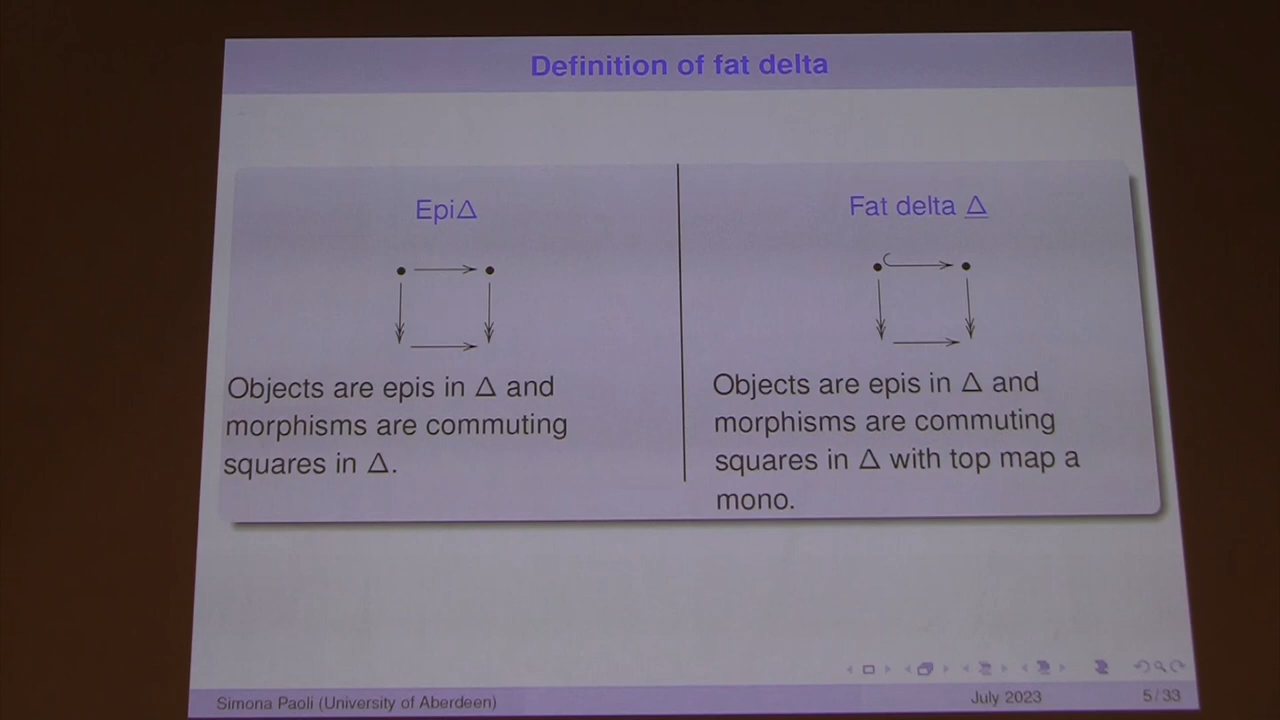 Definition of fat delta
EpiΔ
Objects are epis in Δ and
morphisms are commuting
squares in Δ.
Fat delta Δ̲
Objects are epis in Δ and
morphisms are commuting
squares in Δ with top map a
mono.
Simona Paoli (University of Aberdeen)
July 2023
5/33